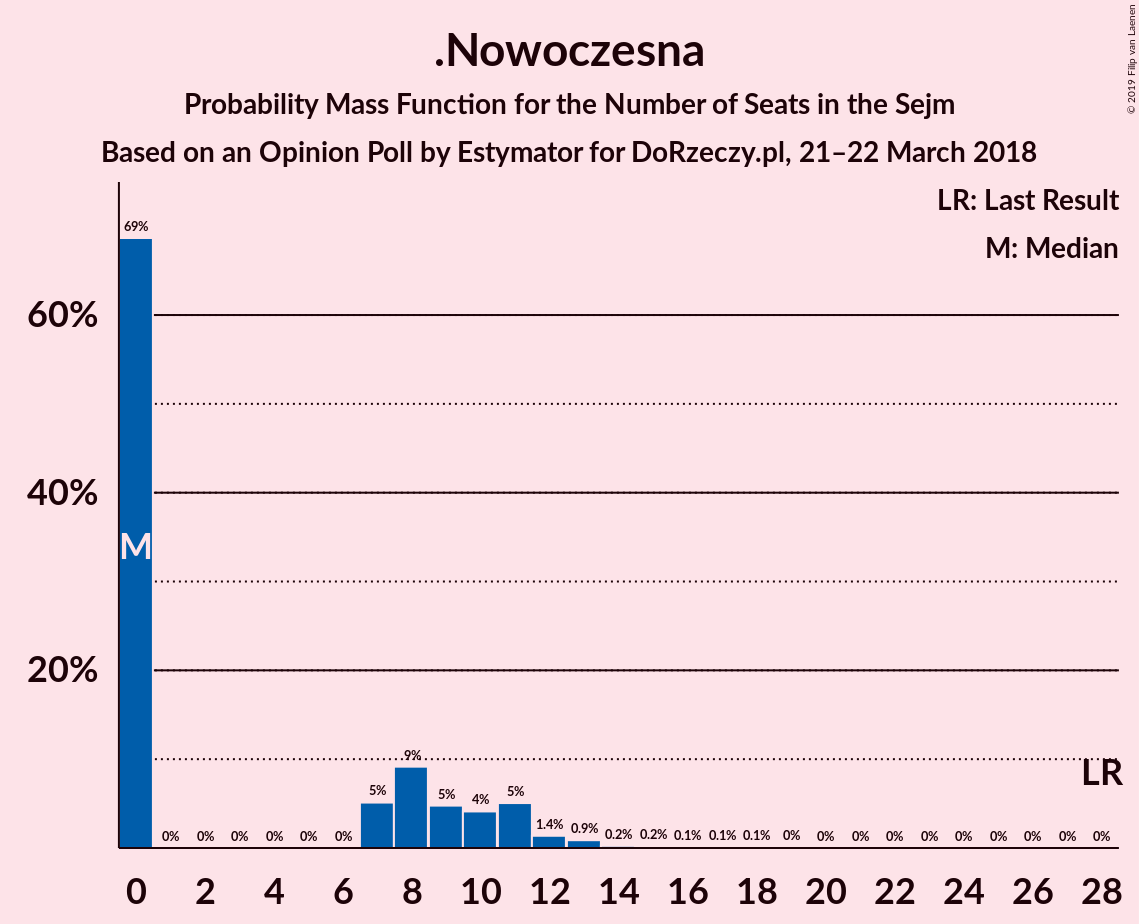 .Nowoczesna
Probability Mass Function for the Number of Seats in the Sejm
Based on an Opinion Poll by Estymator for DoRzeczy.pl, 21–22 March 2018
© 2019 Filip van Laenen
LR: Last Result
M: Median
60%
40%
20%
69%
M
0% 0% 0% 0% 0% 0% 5% 9% 5% 4% 5% 1.4% 0.9% 0.2% 0.2% 0.1% 0.1% 0.1% 0% 0% 0% 0% 0% 0% 0% 0% 0% 0%
LR
0 2 4 6 8 10 12 14 16 18 20 22 24 26 28